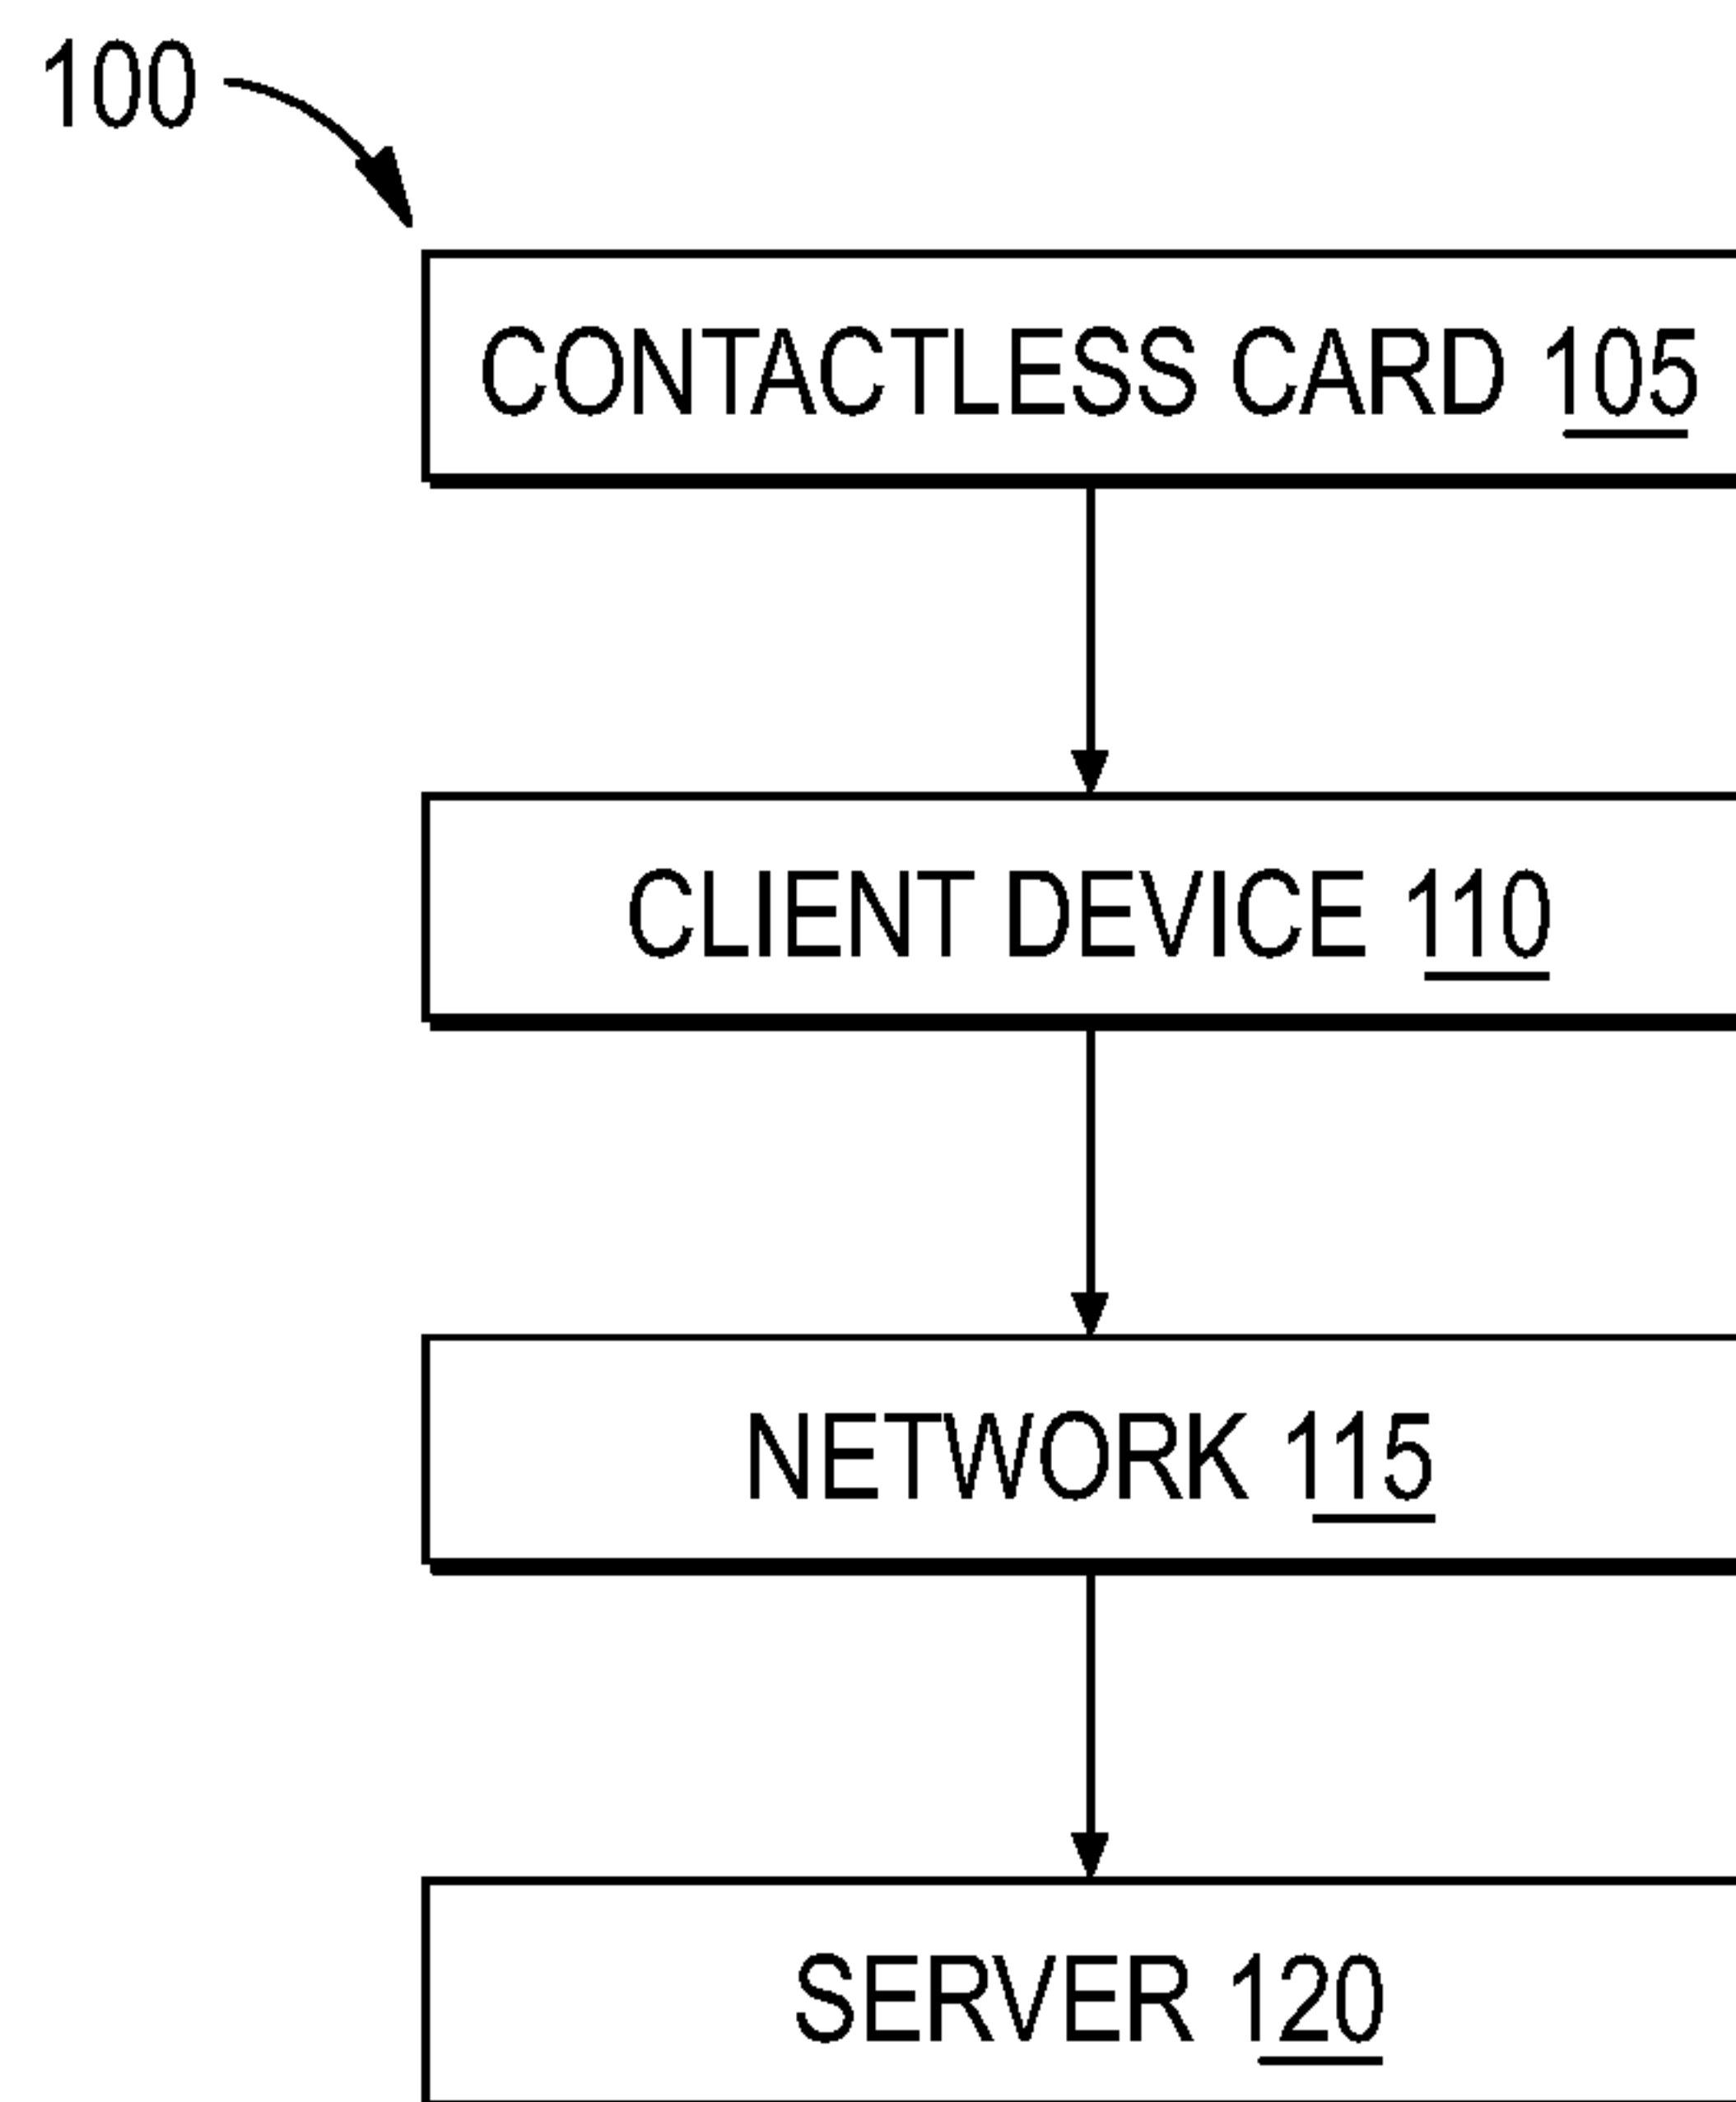 100
CONTACTLESS CARD 105
CLIENT DEVICE 110
NETWORK 115
SERVER 120